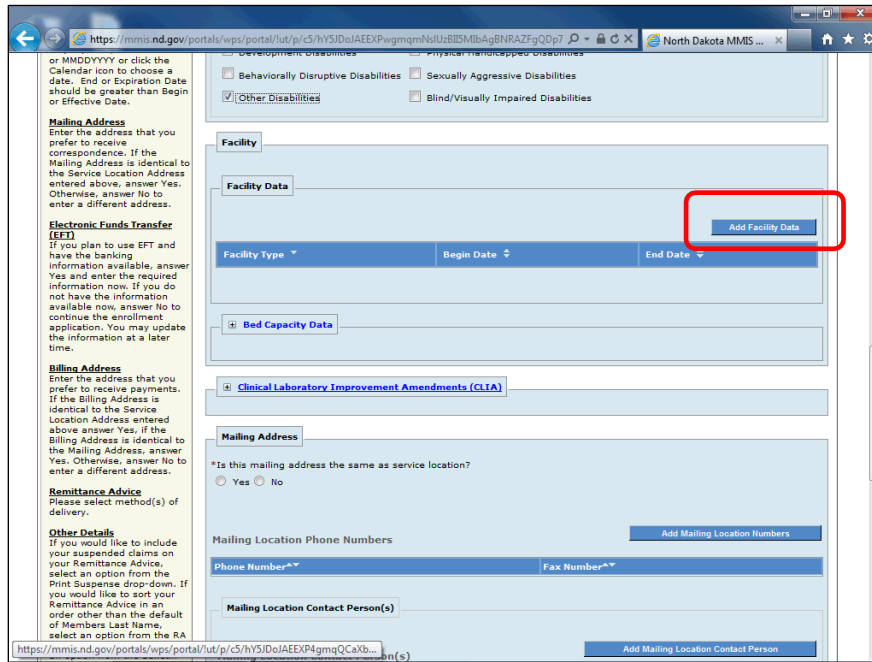 https://mmis.nd.gov/portals/wps/portal/!ut/p/c5/hY5JDoJAEEXPwgmqmNsIUzBII5MIbAgBNRAZFgQDp7
North Dakota MMIS ...
or MMDDYYYY or click the
Calendar icon to choose a
date. End or Expiration Date
should be greater than Begin
or Effective Date.
Mailing Address
Enter the address that you
prefer to receive
correspondence. If the
Mailing Address is identical to
the Service Location Address
entered above, answer Yes.
Otherwise, answer No to
enter a different address.
Electronic Funds Transfer
(EFT)
If you plan to use EFT and
have the banking
information available, answer
Yes and enter the required
information now. If you do
not have the information
available now, answer No to
continue the enrollment
application. You may update
the information at a later
time.
Billing Address
Enter the address that you
prefer to receive payments.
If the Billing Address is
identical to the Service
Location Address entered
above answer Yes, if the
Billing Address is identical to
the Mailing Address, answer
Yes. Otherwise, answer No to
enter a different address.
Remittance Advice
Please select method(s) of
delivery.
Other Details
If you would like to include
your suspended claims on
your Remittance Advice,
select an option from the
Print Suspense drop-down. If
you would like to sort your
Remittance Advice in an
order other than the default
of Members Last Name,
select an option from the RA
Development Disabilities Physical Handicapped Disabilities
Behaviorally Disruptive Disabilities Sexually Aggressive Disabilities
Other Disabilities Blind/Visually Impaired Disabilities
Facility
Facility Data
Add Facility Data
Facility Type Begin Date End Date
Bed Capacity Data
Clinical Laboratory Improvement Amendments (CLIA)
Mailing Address
*Is this mailing address the same as service location?
Yes No
Add Mailing Location Numbers
Mailing Location Phone Numbers
Phone Number Fax Number
Mailing Location Contact Person(s)
Add Mailing Location Contact Person
https://mmis.nd.gov/portals/wps/portal/!ut/p/c5/hY5JDoJAEEXP4gmqQCaXb...